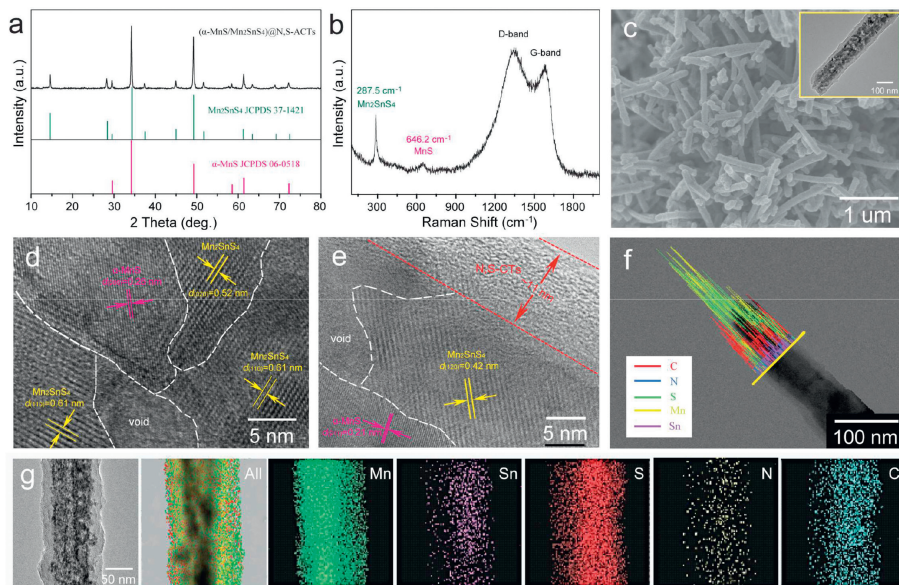 a
(α-MnS/Mn₂SnS₄)@N,S-ACTs
Mn₂SnS₄ JCPDS 37-1421
α-MnS JCPDS 06-0518
Intensity (a.u.)
10 20 30 40 50 60 70 80
2 Theta (deg.)
b
D-band
G-band
287.5 cm⁻¹
Mn₂SnS₄
646.2 cm⁻¹
MnS
Intensity (a.u.)
300 600 900 1200 1500 1800
Raman Shift (cm⁻¹)
c
100 nm
1 um
d
Mn₂SnS₄
=0.52 nm
Mn₂SnS₄
=0.61 nm
Mn₂SnS₄
=0.61 nm
void
5 nm
e
void
Mn₂SnS₄
=0.42 nm
5 nm
f
C
N
S
Mn
Sn
100 nm
g
50 nm
All
Mn
Sn
S
N
C